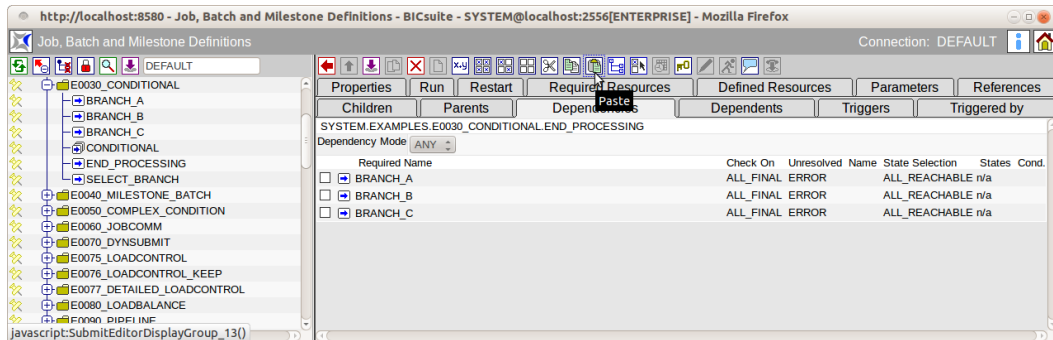 http://localhost:8580 - Job, Batch and Milestone Definitions - BICsuite - SYSTEM@localhost:2556[ENTERPRISE] - Mozilla Firefox
Job, Batch and Milestone Definitions
Connection: DEFAULT
DEFAULT
E0030_CONDITIONAL
BRANCH_A
BRANCH_B
BRANCH_C
CONDITIONAL
END_PROCESSING
SELECT_BRANCH
E0040_MILESTONE_BATCH
E0050_COMPLEX_CONDITION
E0060_JOBCOMM
E0070_DYNSUBMIT
E0075_LOADCONTROL
E0076_LOADCONTROL_KEEP
E0077_DETAILED_LOADCONTROL
E0080_LOADBALANCE
E0090_PIPELINE
javascript:SubmitEditorDisplayGroup_13()
x,y
Properties Run Restart Required Resources Defined Resources Parameters References
Paste
Children Parents Dependencies Dependents Triggers Triggered by
SYSTEM.EXAMPLES.E0030_CONDITIONAL.END_PROCESSING
Dependency Mode ANY
Required Name Check On Unresolved Name State Selection States Cond.
BRANCH_A ALL_FINAL ERROR ALL_REACHABLE n/a
BRANCH_B ALL_FINAL ERROR ALL_REACHABLE n/a
BRANCH_C ALL_FINAL ERROR ALL_REACHABLE n/a